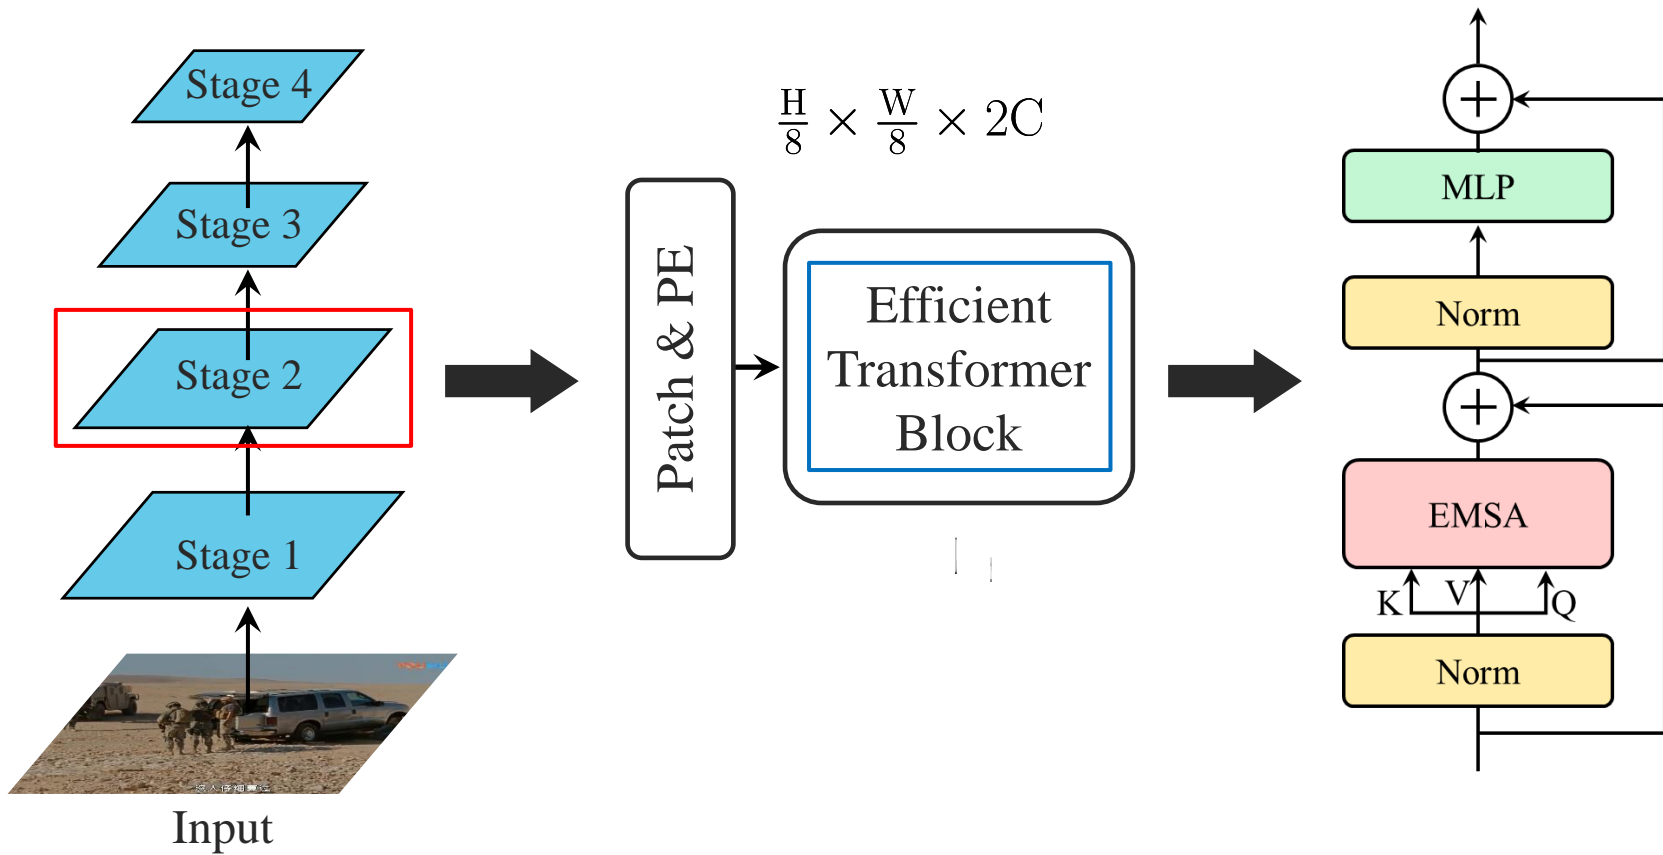 Stage 4
Stage 3
Stage 2
Stage 1
Input
H/8 × W/8 × 2C
Patch & PE
Efficient
Transformer
Block
MLP
Norm
EMSA
K V Q
Norm